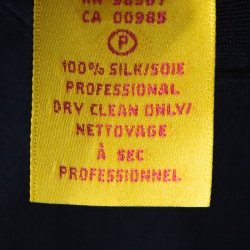 CA 00985
P
100% SILK/SOIE
PROFESSIONAL
DRY CLEAN ONLY/
NETTOYAGE
À SEC
PROFESSIONNEL